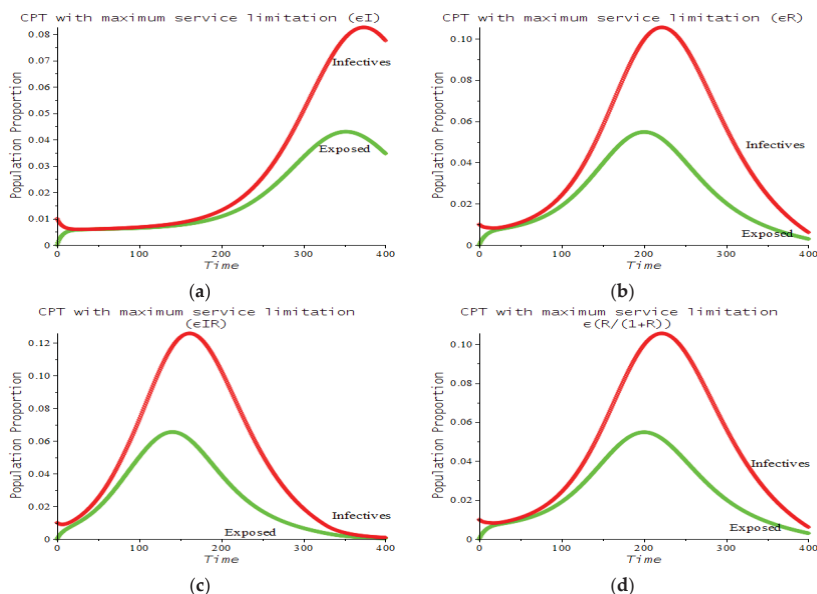 CPT with maximum service limitation (ϵI)
Population Proportion
0.08
0.07
0.06
0.05
0.04
0.03
0.02
0.01
0
Infectives
Exposed
0 50 100 150 200 250 300 350 400
Time
(a)
CPT with maximum service limitation (ϵR)
Population Proportion
0.10
0.08
0.06
0.04
0.02
0
Infectives
Exposed
0 100 200 300 400
Time
(b)
CPT with maximum service limitation
(ϵIR)
Population Proportion
0.12
0.10
0.08
0.06
0.04
0.02
0
Infectives
Exposed
0 100 200 300 400
Time
(c)
CPT with maximum service limitation
ϵ(R/(1+R))
Population Proportion
0.10
0.08
0.06
0.04
0.02
0
Infectives
Exposed
0 100 200 300 400
Time
(d)